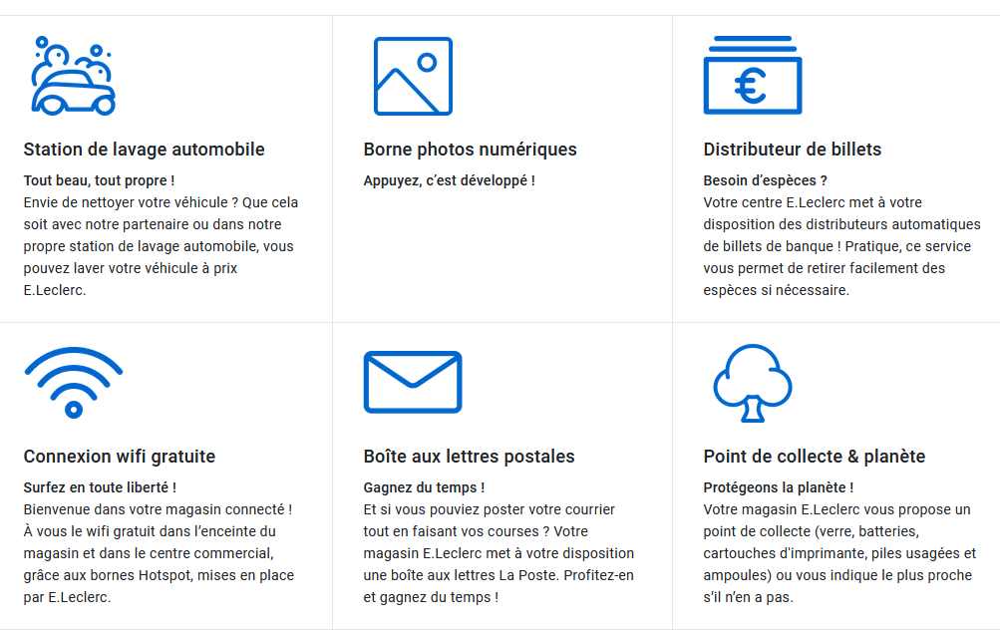 Station de lavage automobile
Tout beau, tout propre !
Envie de nettoyer votre véhicule ? Que cela
soit avec notre partenaire ou dans notre
propre station de lavage automobile, vous
pouvez laver votre véhicule à prix
E.Leclerc.
Borne photos numériques
Appuyez, c’est développé !
Distributeur de billets
Besoin d’espèces ?
Votre centre E.Leclerc met à votre
disposition des distributeurs automatiques
de billets de banque ! Pratique, ce service
vous permet de retirer facilement des
espèces si nécessaire.
Connexion wifi gratuite
Surfez en toute liberté !
Bienvenue dans votre magasin connecté !
À vous le wifi gratuit dans l’enceinte du
magasin et dans le centre commercial,
grâce aux bornes Hotspot, mises en place
par E.Leclerc.
Boîte aux lettres postales
Gagnez du temps !
Et si vous pouviez poster votre courrier
tout en faisant vos courses ? Votre
magasin E.Leclerc met à votre disposition
une boîte aux lettres La Poste. Profitez-en
et gagnez du temps !
Point de collecte & planète
Protégeons la planète !
Votre magasin E.Leclerc vous propose un
point de collecte (verre, batteries,
cartouches d'imprimante, piles usagées et
ampoules) ou vous indique le plus proche
s’il n’en a pas.